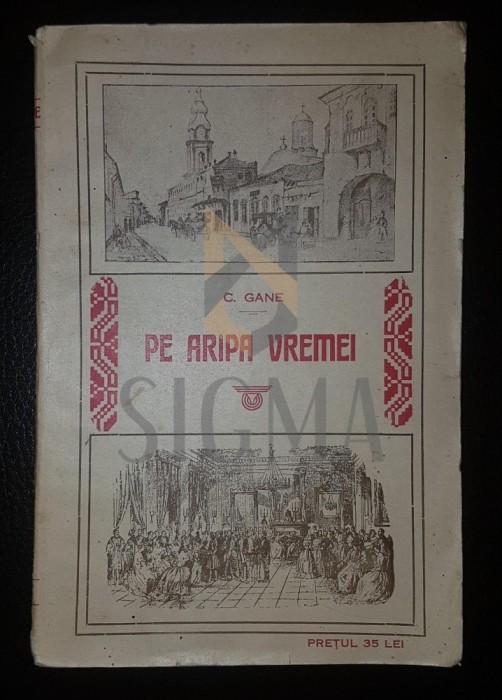 C. GANE
PE ARIPA VREMEI
SIGMA
PREȚUL 35 LEI